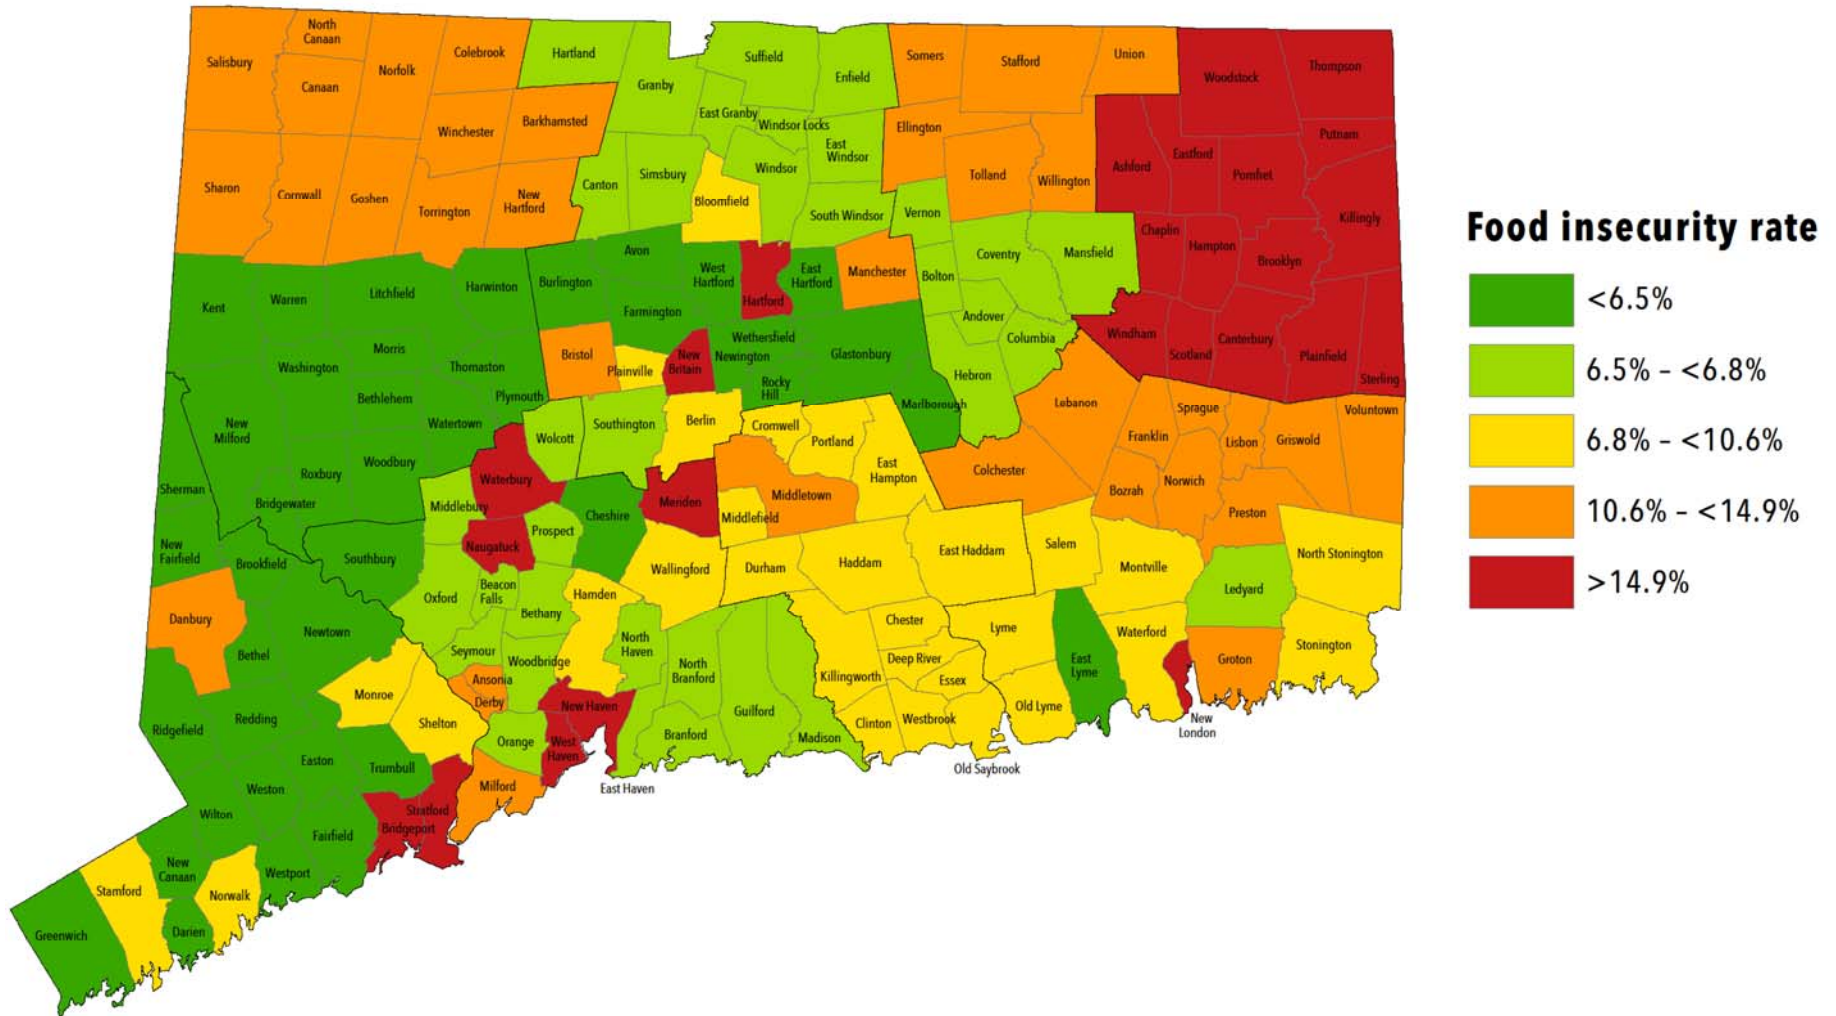 North
Canaan
Salisbury
Canaan
Norfolk
Colebrook
Hartland
Granby
Suffield
Enfield
Somers
Stafford
Union
Woodstock
Thompson
Winchester
Barkhamsted
East Granby
Windsor Locks
East
Windsor
Ellington
Putnam
Sharon
Cornwall
Goshen
Torrington
New
Hartford
Canton
Simsbury
Bloomfield
Windsor
South Windsor
Vernon
Tolland
Willington
Ashford
Eastford
Pomfret
Killingly
Food insecurity rate
Avon
Burlington
West
Hartford
Hartford
East
Hartford
Manchester
Bolton
Coventry
Mansfield
Chaplin
Hampton
Brooklyn
Kent
Warren
Litchfield
Harwinton
Farmington
<6.5%
Washington
Morris
Thomaston
Plymouth
Bristol
Plainville
New
Britain
Wethersfield
Newington
Rocky
Hill
Glastonbury
Andover
Columbia
Hebron
Marlborough
Windham
Scotland
Canterbury
Plainfield
Sterling
6.5% - <6.8%
New
Milford
Bethlehem
Watertown
Wolcott
Southington
Berlin
Cromwell
Portland
East
Hampton
Lebanon
Sprague
Franklin
Lisbon
Griswold
Voluntown
6.8% - <10.6%
Sherman
Roxbury
Woodbury
Bridgewater
Waterbury
Middlebury
Meriden
Middletown
Middlefield
Colchester
Bozrah
Norwich
Preston
10.6% - <14.9%
New
Fairfield
Brookfield
Southbury
Naugatuck
Prospect
Cheshire
Wallingford
Durham
Haddam
East Haddam
Salem
Montville
North Stonington
>14.9%
Danbury
Newtown
Bethel
Oxford
Beacon
Falls
Bethany
Hamden
North
Haven
Chester
Lyme
Waterford
Ledyard
Stonington
Monroe
Seymour
Woodbridge
Ansonia
Derby
North
Branford
Killingworth
Deep River
Essex
East
Lyme
Groton
Ridgefield
Redding
Shelton
Orange
New Haven
West
Haven
Branford
Guilford
Madison
Clinton
Westbrook
Old Lyme
New
London
Easton
Trumbull
Milford
East Haven
Old Saybrook
Weston
Wilton
Fairfield
Stratford
Bridgeport
New
Canaan
Westport
Stamford
Norwalk
Greenwich
Darien